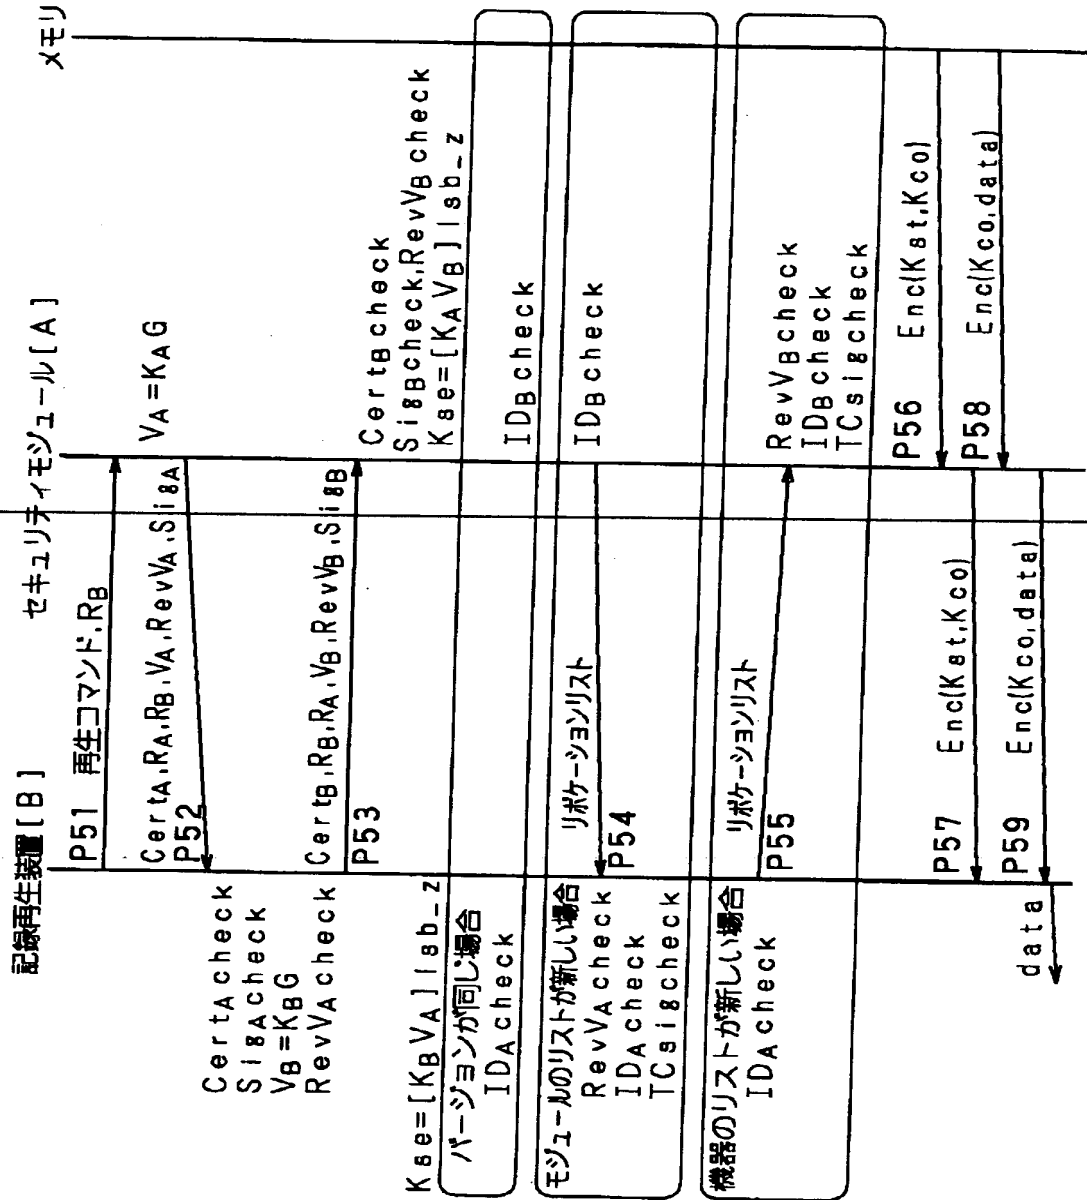 記録再生装置[B]
セキュリティモジュール[A]
メモリ
P51 再生コマンド,RB
VA=KAG
CertA,RA,RB,VA,RevVA,SigA
P52
CertAcheck
SigAcheck
VB=KBG
RevVAcheck
CertB,RB,RA,VB,RevVB,SigB
P53
CertBcheck
SigBcheck,RevVBcheck
Kse=[KAVB]lsb_z
Kse=[KBVA]lsb_z
バージョンが同じ場合
IDAcheck
IDBcheck
モジュールのリストが新しい場合
リボケーションリスト
P54
IDBcheck
RevVAcheck
IDAcheck
TCsigcheck
機器のリストが新しい場合
リボケーションリスト
P55
IDAcheck
RevVBcheck
IDBcheck
TCsigcheck
P56 Enc(Kst,Kco)
P57 Enc(Kst,Kco)
P58 Enc(Kco,data)
P59 Enc(Kco,data)
data